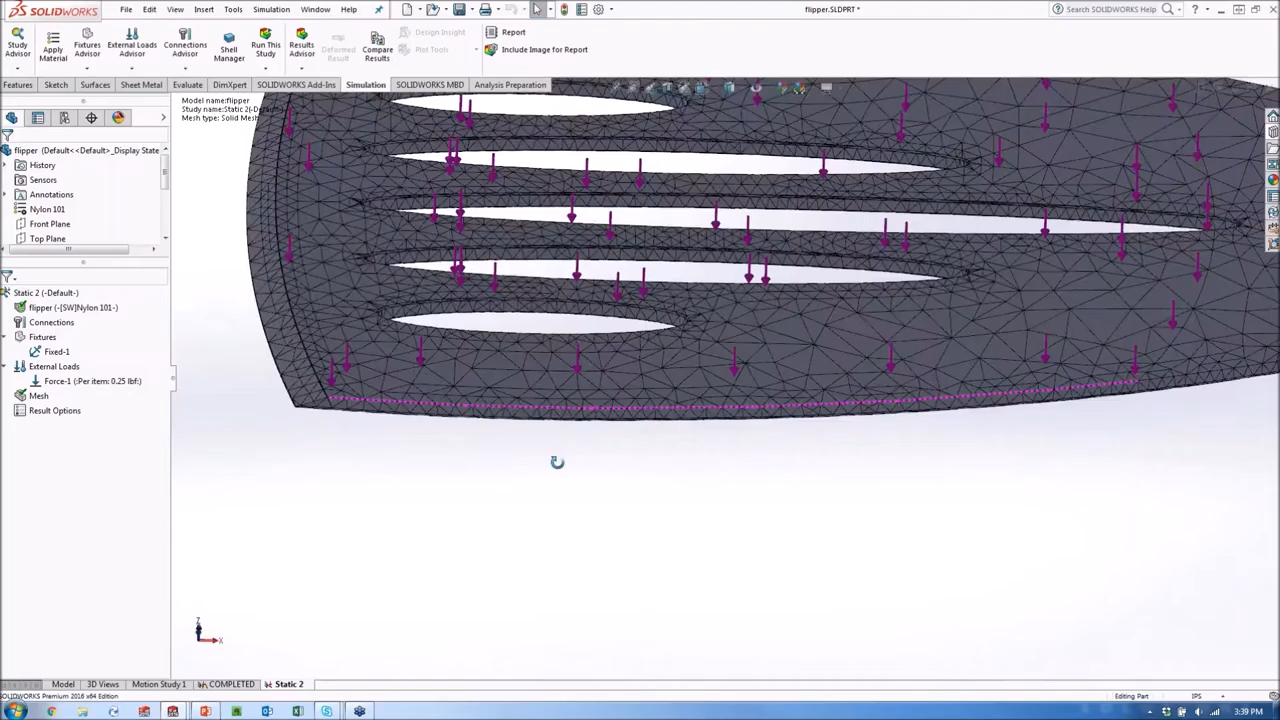 SOLIDWORKS
File Edit View Insert Tools Simulation Window Help
flipper.SLDPRT *
Search SOLIDWORKS Help
Study Advisor
Apply Material
Fixtures Advisor
External Loads Advisor
Connections Advisor
Shell Manager
Run This Study
Results Advisor
Deformed Result
Compare Results
Design Insight
Plot Tools
Report
Include Image for Report
Features Sketch Surfaces Sheet Metal Evaluate DimXpert SOLIDWORKS Add-Ins Simulation SOLIDWORKS MBD Analysis Preparation
Model name:flipper
Study name:Static 2(-Default-)
Mesh type: Solid Mesh
flipper (Default<<Default>_Display State
History
Sensors
Annotations
Nylon 101
Front Plane
Top Plane
Static 2 (-Default-)
flipper (-[SW]Nylon 101-)
Connections
Fixtures
Fixed-1
External Loads
Force-1 (:Per item: 0.25 lbf:)
Mesh
Result Options
Z
X
Model 3D Views Motion Study 1 COMPLETED Static 2
SOLIDWORKS Premium 2016 x64 Edition
Editing Part
IPS
3:39 PM